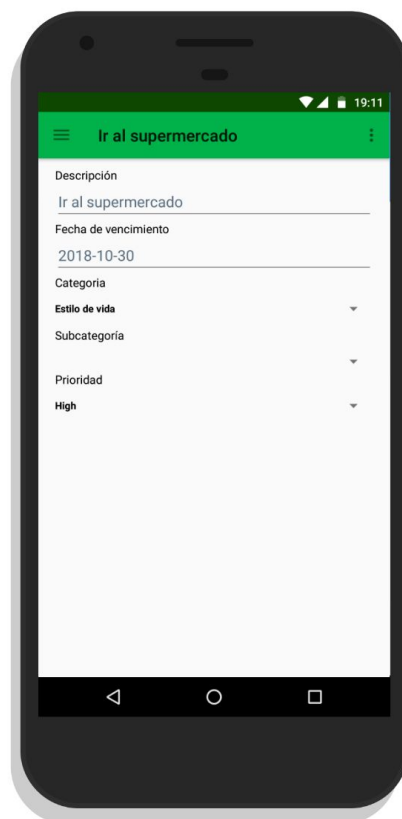 19:11
Ir al supermercado
Descripción
Ir al supermercado
Fecha de vencimiento
2018-10-30
Categoria
Estilo de vida
Subcategoría
Prioridad
High